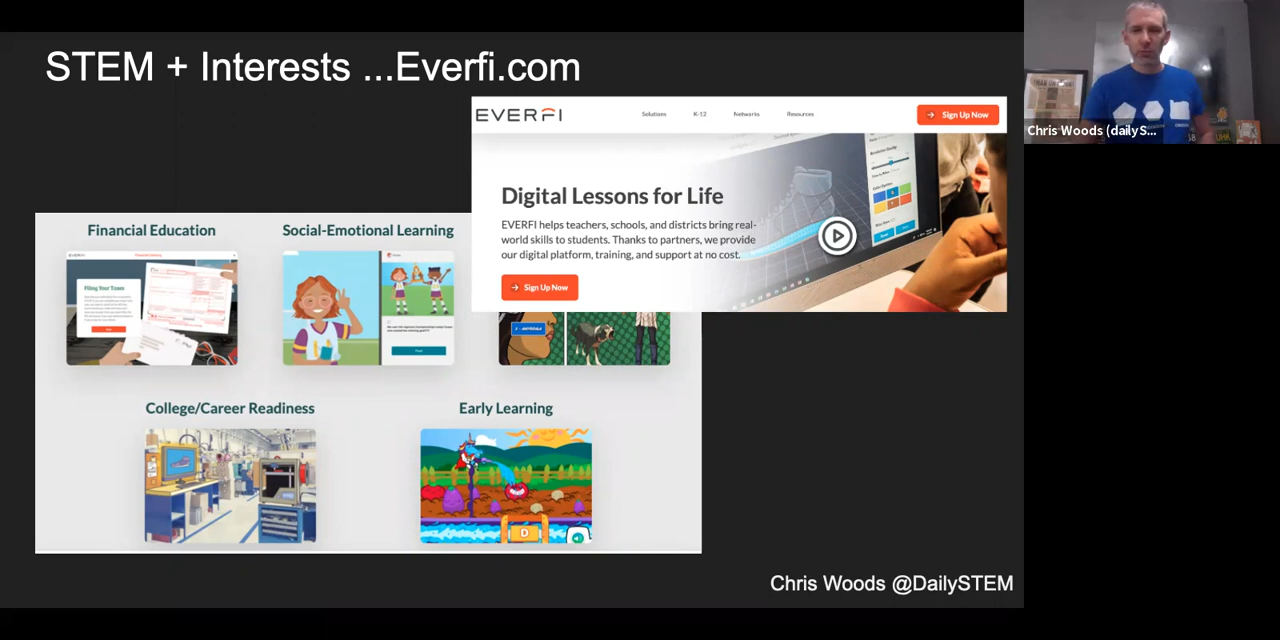 STEM + Interests ...Everfi.com
EVERFI
Solutions
K-12
Networks
Resources
Sign Up Now
Digital Lessons for Life
EVERFI helps teachers, schools, and districts bring real-
world skills to students. Thanks to partners, we provide
our digital platform, training, and support at no cost.
Sign Up Now
Financial Education
Social-Emotional Learning
Filing Your Taxes
College/Career Readiness
Early Learning
D
Chris Woods @DailySTEM
Chris Woods (dailyS...